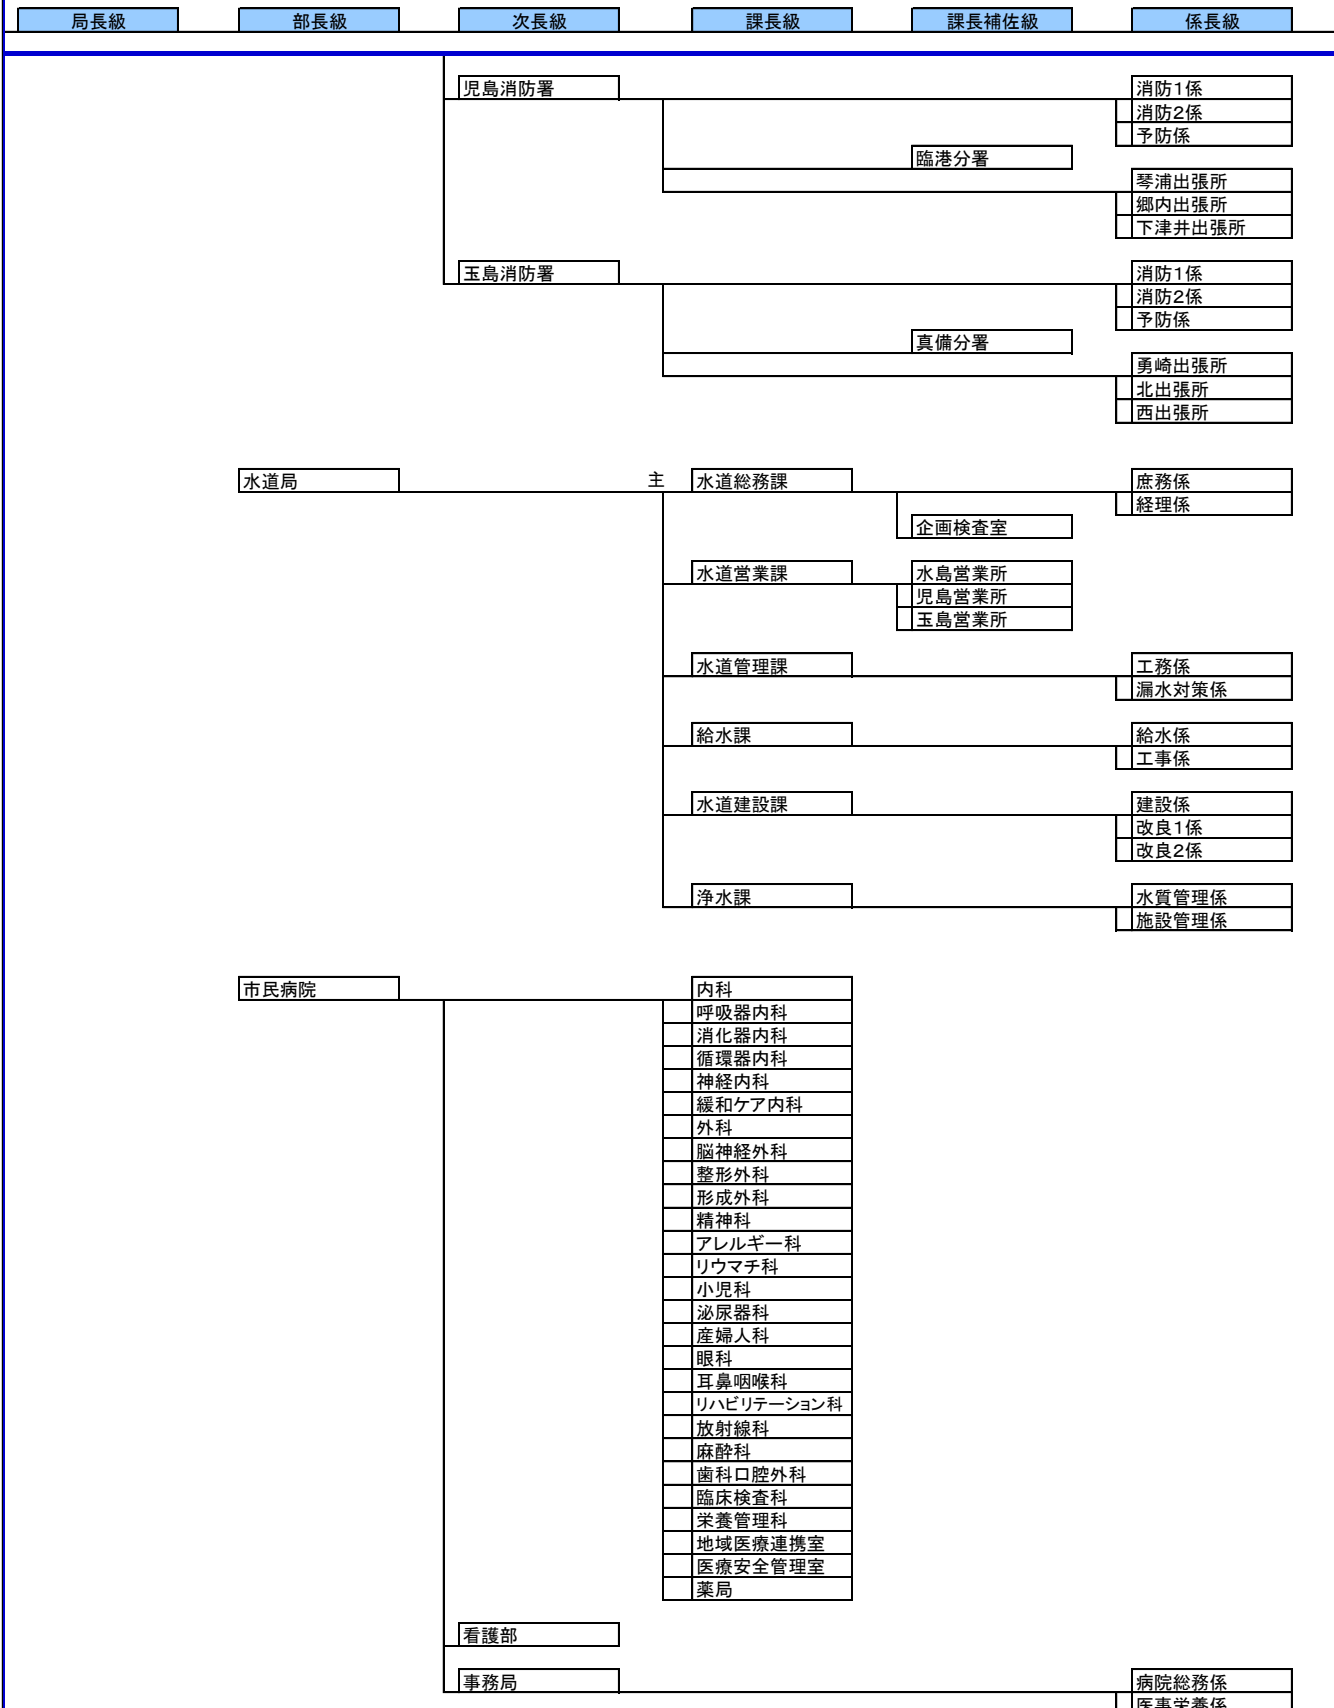 局長級 部長級 次長級 課長級 課長補佐級 係長級
児島消防署 消防1係
消防2係
予防係
臨港分署
琴浦出張所
郷内出張所
下津井出張所
玉島消防署 消防1係
消防2係
予防係
真備分署
勇崎出張所
北出張所
西出張所
水道局 主 水道総務課 庶務係
経理係
企画検査室
水道営業課 水島営業所
児島営業所
玉島営業所
水道管理課 工務係
漏水対策係
給水課 給水係
工事係
水道建設課 建設係
改良1係
改良2係
浄水課 水質管理係
施設管理係
市民病院 内科
呼吸器内科
消化器内科
循環器内科
神経内科
緩和ケア内科
外科
脳神経外科
整形外科
形成外科
精神科
アレルギー科
リウマチ科
小児科
泌尿器科
産婦人科
眼科
耳鼻咽喉科
リハビリテーション科
放射線科
麻酔科
歯科口腔外科
臨床検査科
栄養管理科
地域医療連携室
医療安全管理室
薬局
看護部
事務局 病院総務係
医事栄養係